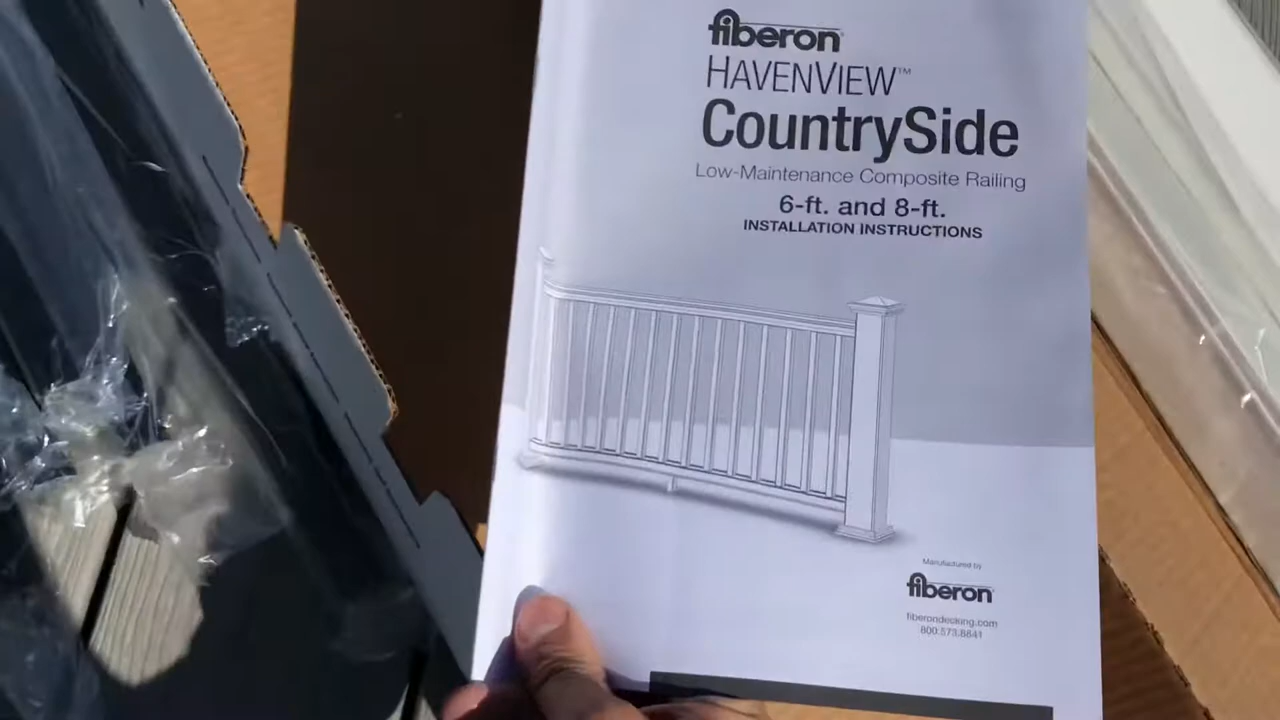 fiberon
HAVENVIEW™
CountrySide
Low-Maintenance Composite Railing
6-ft. and 8-ft.
INSTALLATION INSTRUCTIONS
Manufactured by
fiberon
fiberondecking.com
800.573.8841